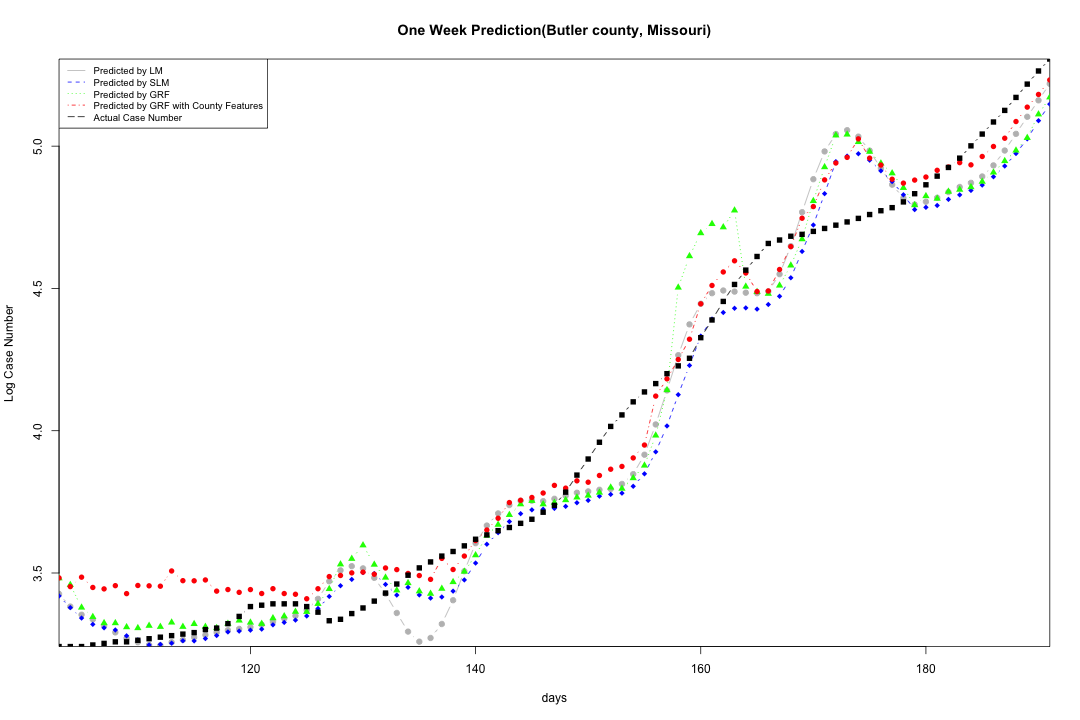 One Week Prediction(Butler county, Missouri)
Predicted by LM
Predicted by SLM
Predicted by GRF
Predicted by GRF with County Features
Actual Case Number
Log Case Number
5.0
4.5
4.0
3.5
120 140 160 180
days